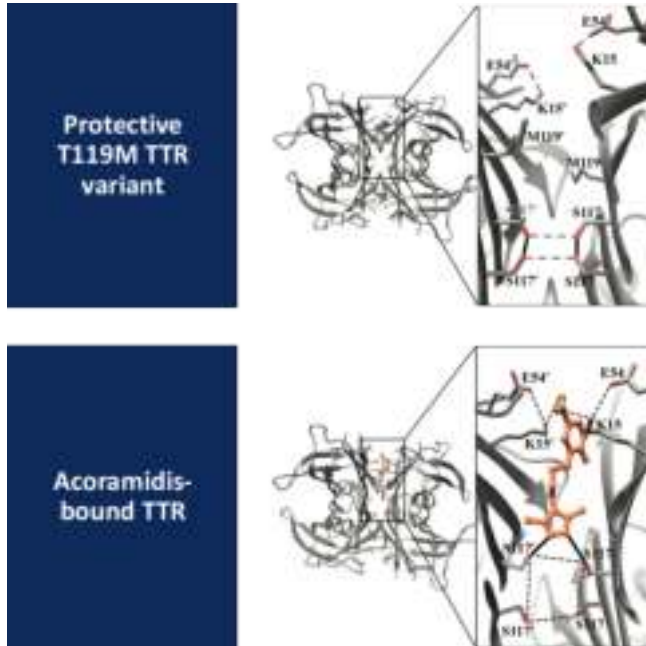 Protective
T119M TTR
variant
E54'
K15
E54'
K15'
M119'
M119
S117
S117'
S117
Acoramidis-
bound TTR
E54'
E54
K15
K15'
S117'
S117'
S117